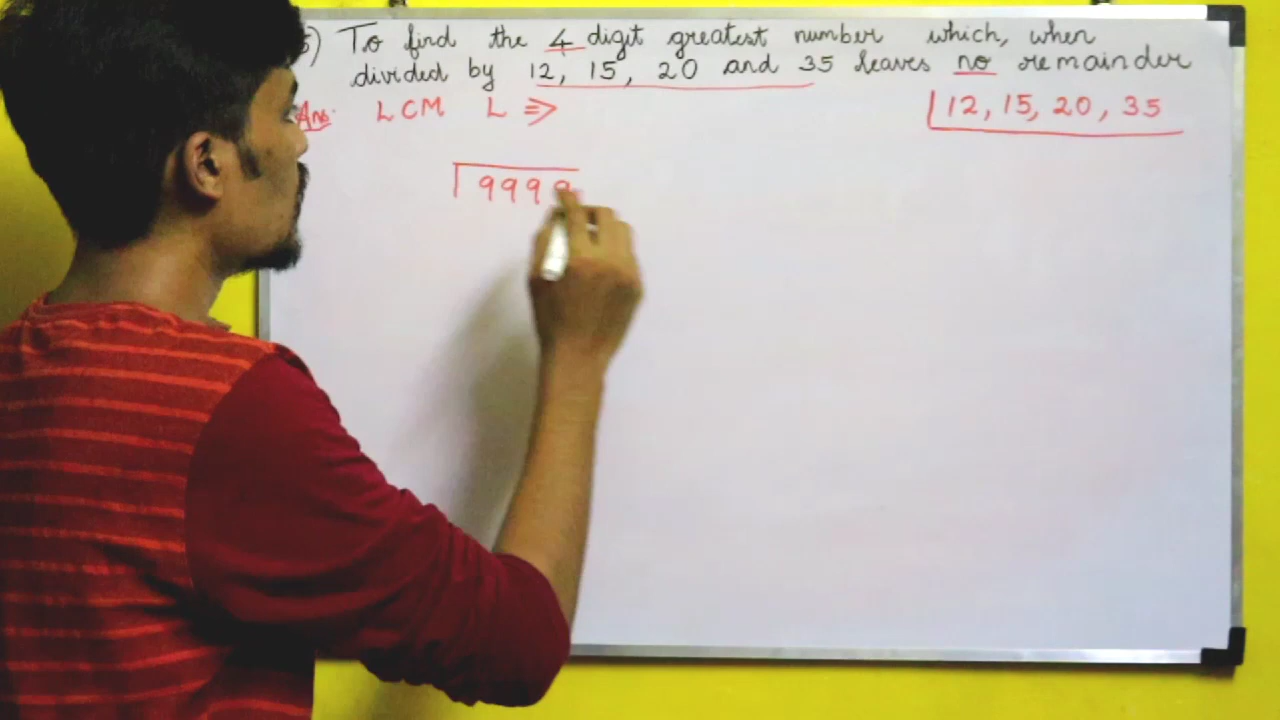 ) To find the 4 digit greatest number which, when
divided by 12, 15, 20 and 35 leaves no remainder
Ans: LCM L ⇒ 12, 15, 20, 35
9999